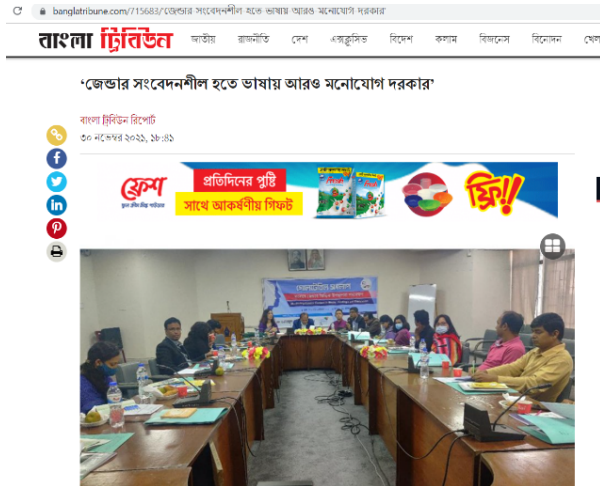 banglatribune.com/715683/'জেন্ডার-সংবেদনশীল-হতে-ভাষায়-আরও-মনোযোগ-দরকার'
বাংলা ট্রিবিউন জাতীয় রাজনীতি দেশ এক্সক্লুসিভ বিদেশ কলাম বিজনেস বিনোদন খেল
'জেন্ডার সংবেদনশীল হতে ভাষায় আরও মনোযোগ দরকার'
বাংলা ট্রিবিউন রিপোর্ট
৩০ নভেম্বর ২০২১, ১৮:৪১
ফ্রেশ
প্রতিদিনের পুষ্টি
সাথে আকর্ষণীয় গিফট
ফ্রি!!